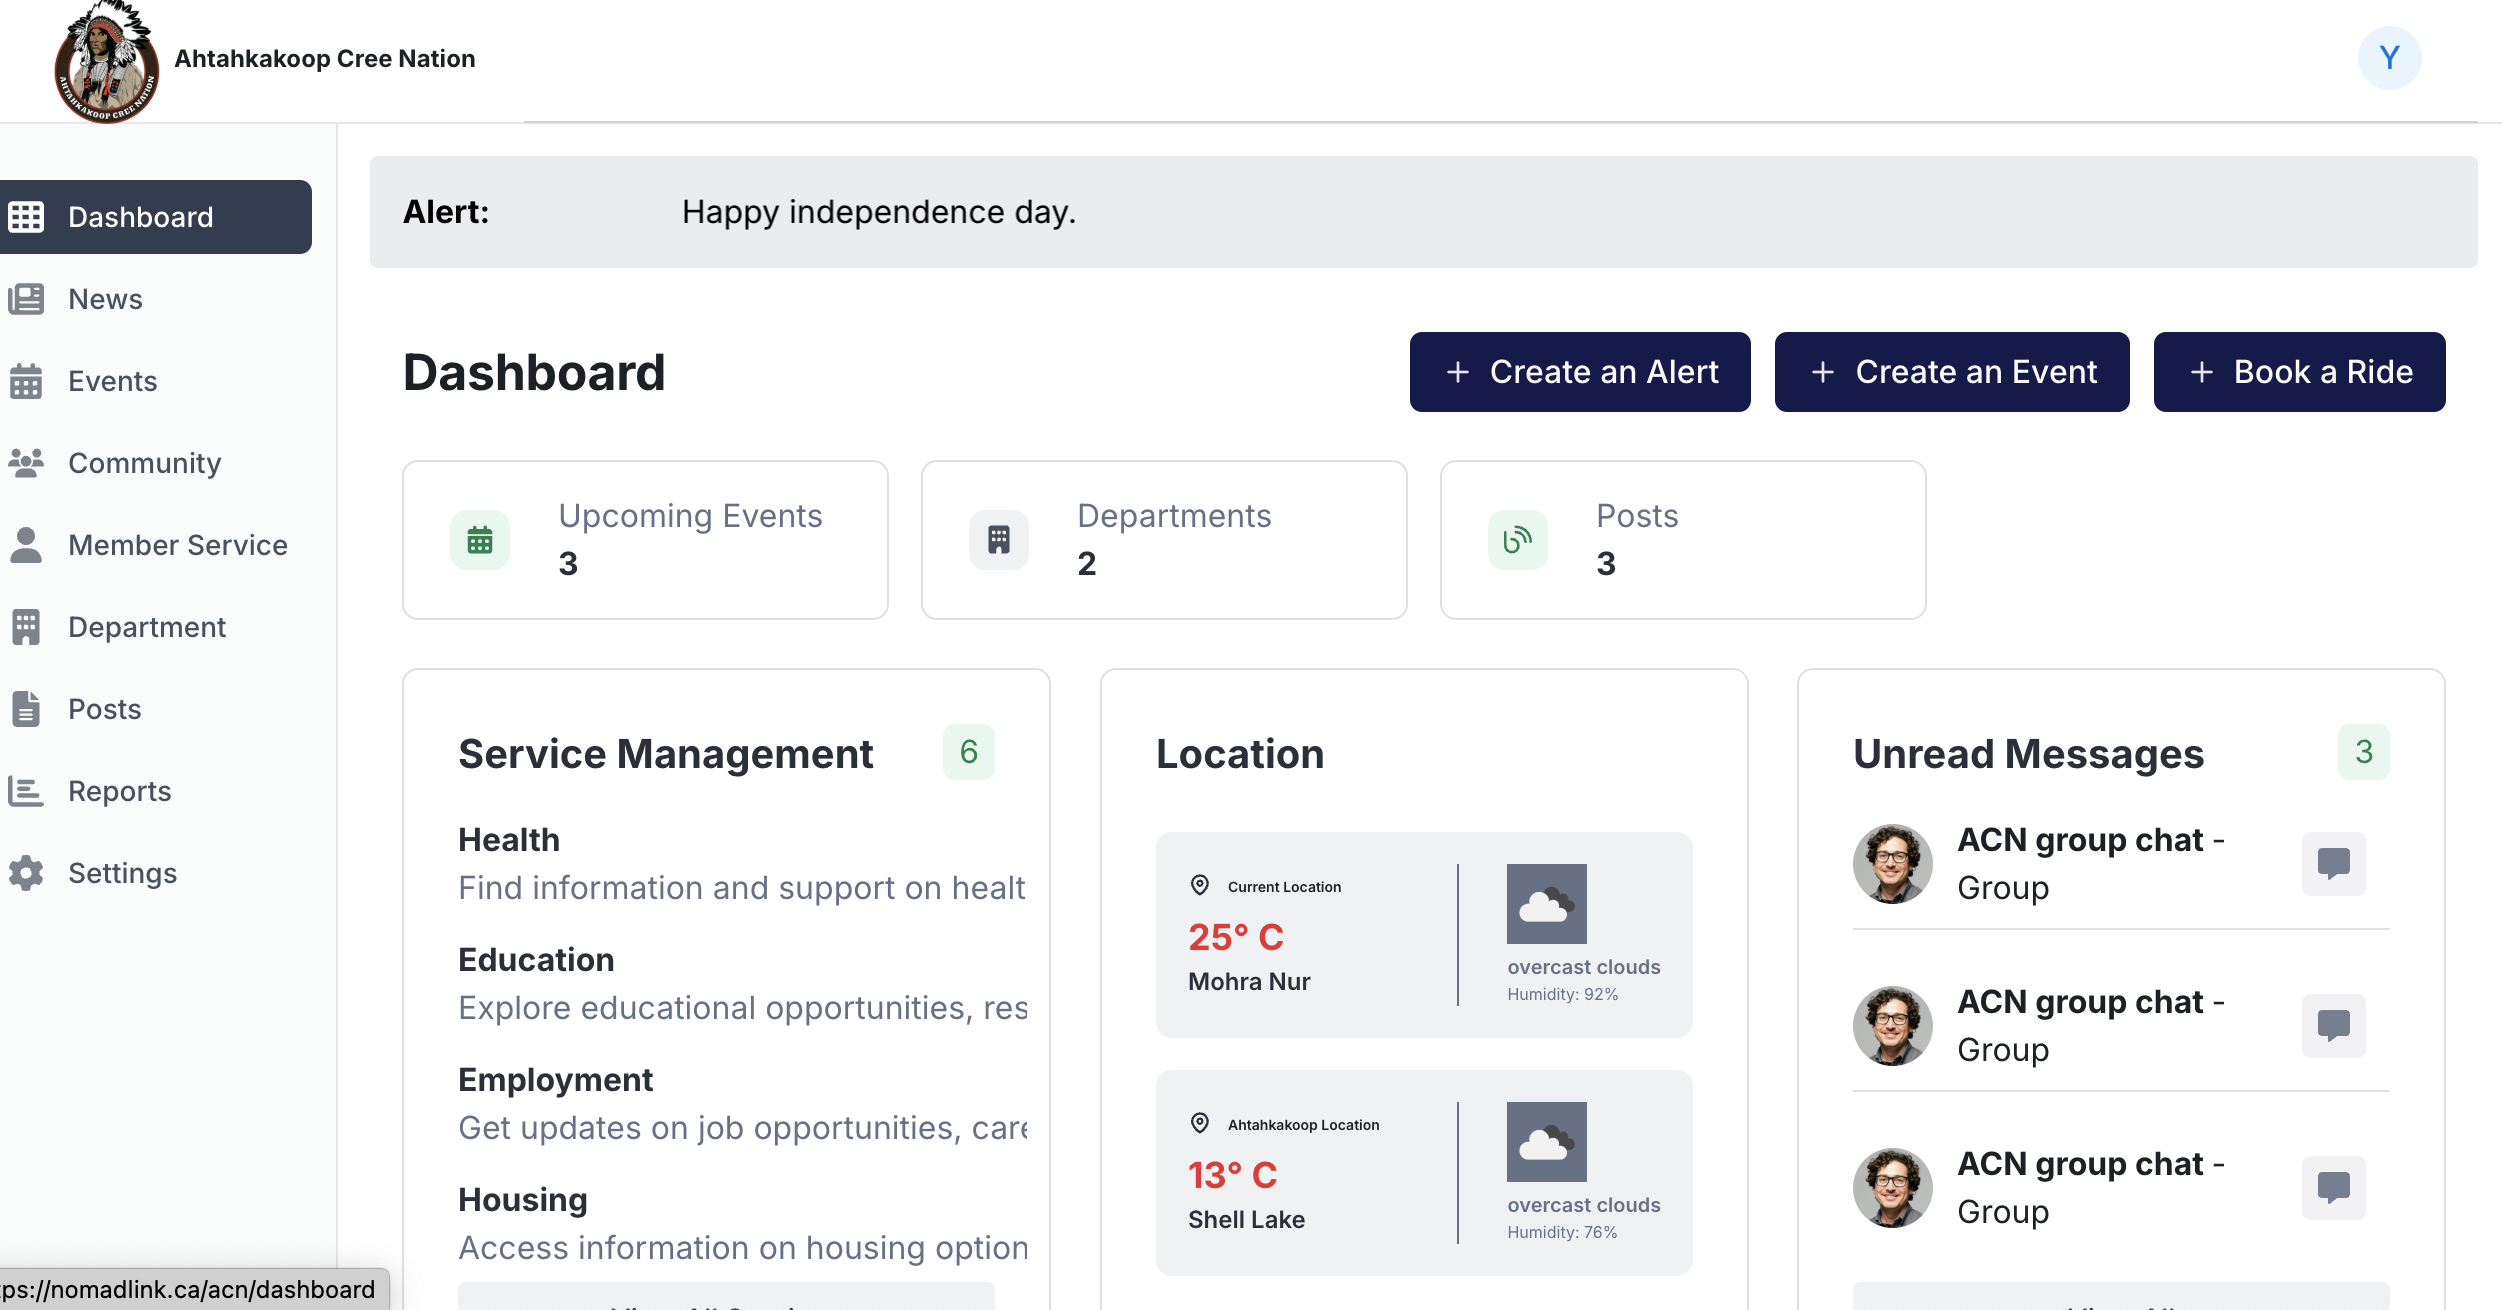 AHTAHKAKOOP CREE NATION
Ahtahkakoop Cree Nation
Y
Alert: Happy independence day.
Dashboard
News
Events
Community
Member Service
Department
Posts
Reports
Settings
Dashboard
+ Create an Alert
+ Create an Event
+ Book a Ride
Upcoming Events
3
Departments
2
Posts
3
Service Management 6
Health
Find information and support on healt
Education
Explore educational opportunities, res
Employment
Get updates on job opportunities, care
Housing
Access information on housing option
Location
Current Location
25° C
Mohra Nur
overcast clouds
Humidity: 92%
Ahtahkakoop Location
13° C
Shell Lake
overcast clouds
Humidity: 76%
Unread Messages 3
ACN group chat -
Group
ACN group chat -
Group
ACN group chat -
Group
ps://nomadlink.ca/acn/dashboard